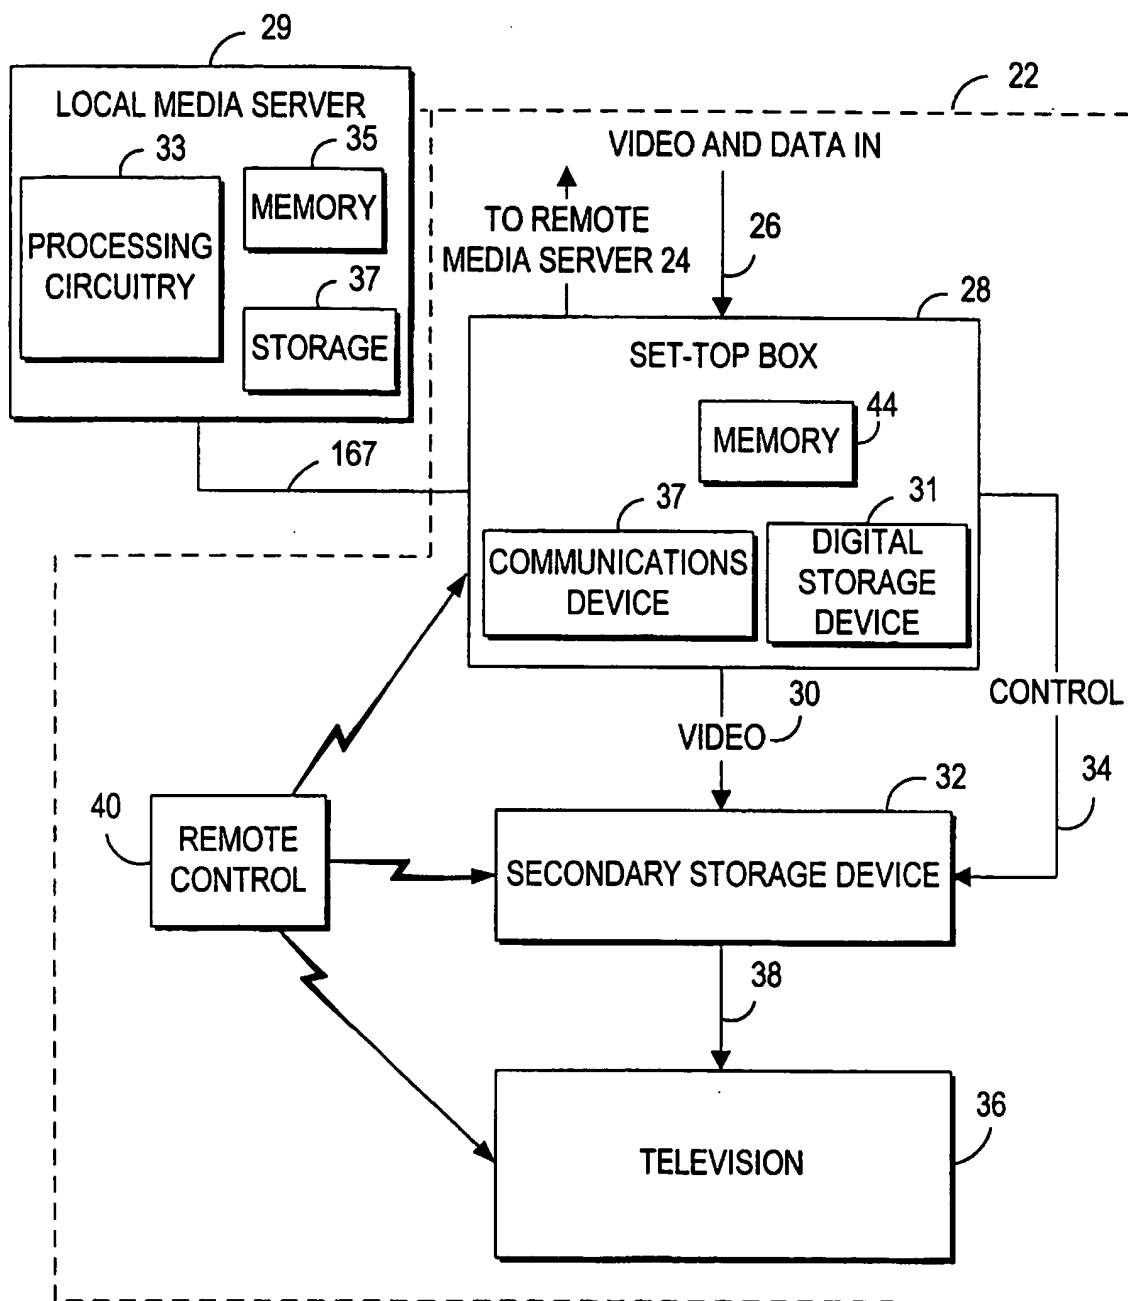 29
LOCAL MEDIA SERVER
33
PROCESSING
CIRCUITRY
35
MEMORY
37
STORAGE
22
VIDEO AND DATA IN
TO REMOTE
MEDIA SERVER 24
26
28
SET-TOP BOX
MEMORY
44
167
37
COMMUNICATIONS
DEVICE
31
DIGITAL
STORAGE
DEVICE
CONTROL
34
VIDEO
30
40
REMOTE
CONTROL
32
SECONDARY STORAGE DEVICE
38
TELEVISION
36